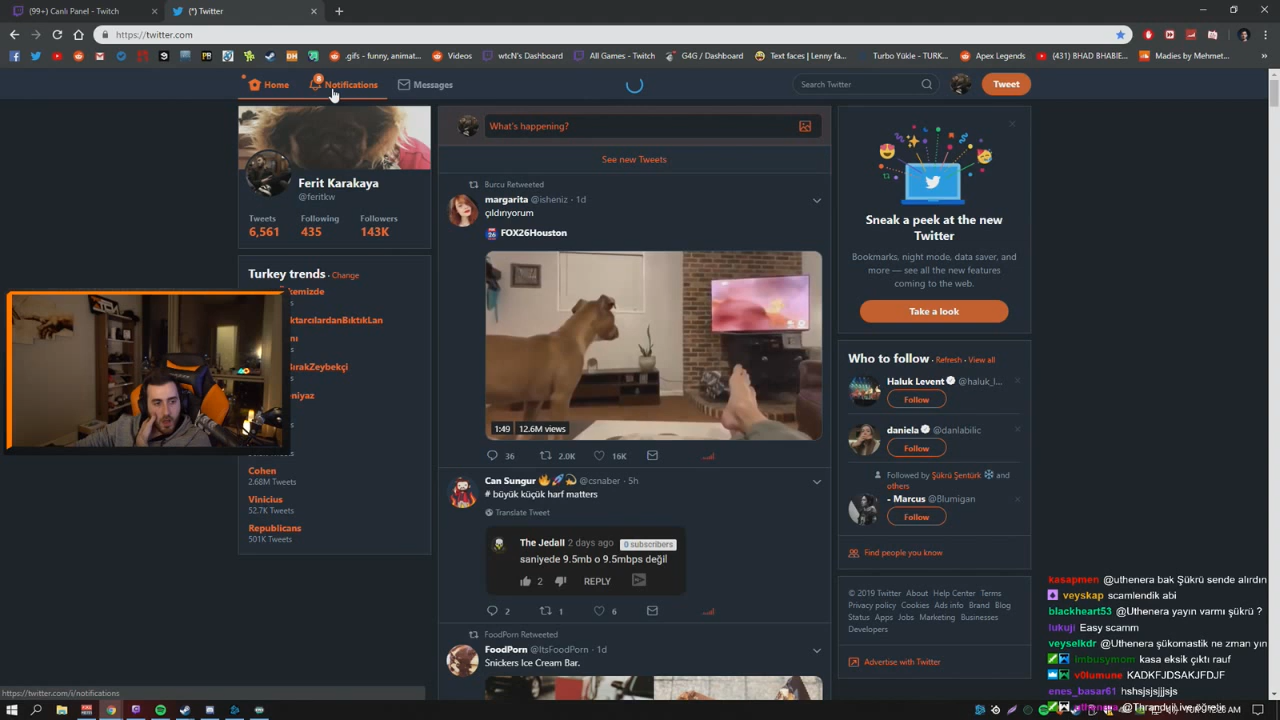 (99+) Canlı Panel - Twitch
(*) Twitter
https://twitter.com
.gif - funny, animat...
Videos
wtcN's Dashboard
All Games - Twitch
G4G / Dashboard
Text faces | Lenny fa...
Turbo Yükle - TURK...
Apex Legends
(431) BHAD BHABIE...
Madies by Mehmet...
Home
Notifications
Messages
Search Twitter
Tweet
What's happening?
See new Tweets
Ferit Karakaya
@feritkw
Tweets
Following
Followers
6,561
435
143K
Turkey trends · Change
Cohen
2.68M Tweets
Vinicius
52.7K Tweets
Republicans
501K Tweets
Burcu Retweeted
margarita @isheniz · 1d
çıldırıyorum
FOX26Houston
1:49
12.6M views
36
2.0K
16K
Can Sungur @csnaber · 5h
# büyük küçük harf matters
Translate Tweet
The Jedall 2 days ago 0 subscribers
saniyede 9.5mb o 9.5mbps değil
2
REPLY
2
1
6
FoodPorn Retweeted
FoodPorn @ItsFoodPorn · 1d
Snickers Ice Cream Bar.
Sneak a peek at the new
Twitter
Bookmarks, night mode, data saver, and
more — see all the new features
coming to the web.
Take a look
Who to follow · Refresh · View all
Haluk Levent @haluk_l...
Follow
daniela @danlabilic
Follow
Followed by Şükrü Şentürk and
others
- Marcus @Blumigan
Follow
Find people you know
© 2019 Twitter About Help Center Terms
Privacy policy Cookies Ads info Brand Blog
Status Apps Jobs Marketing Businesses
Developers
Advertise with Twitter
kasapmen @uthenera bak Şükrü sende alırdın
veyskap scamlendik abi
blackheart53 @Uthenera yayın varmı şükrü ?
lukuji Easy scamm
veyselkdr @Uthenera şükomastik ne zman yın
Imbusymom kasa eksik çıktı rauf
v0lumune KADKFJDSAKJFDJF
enes_basar61 hshsjsjsjjjsjs
https://twitter.com/i/notifications